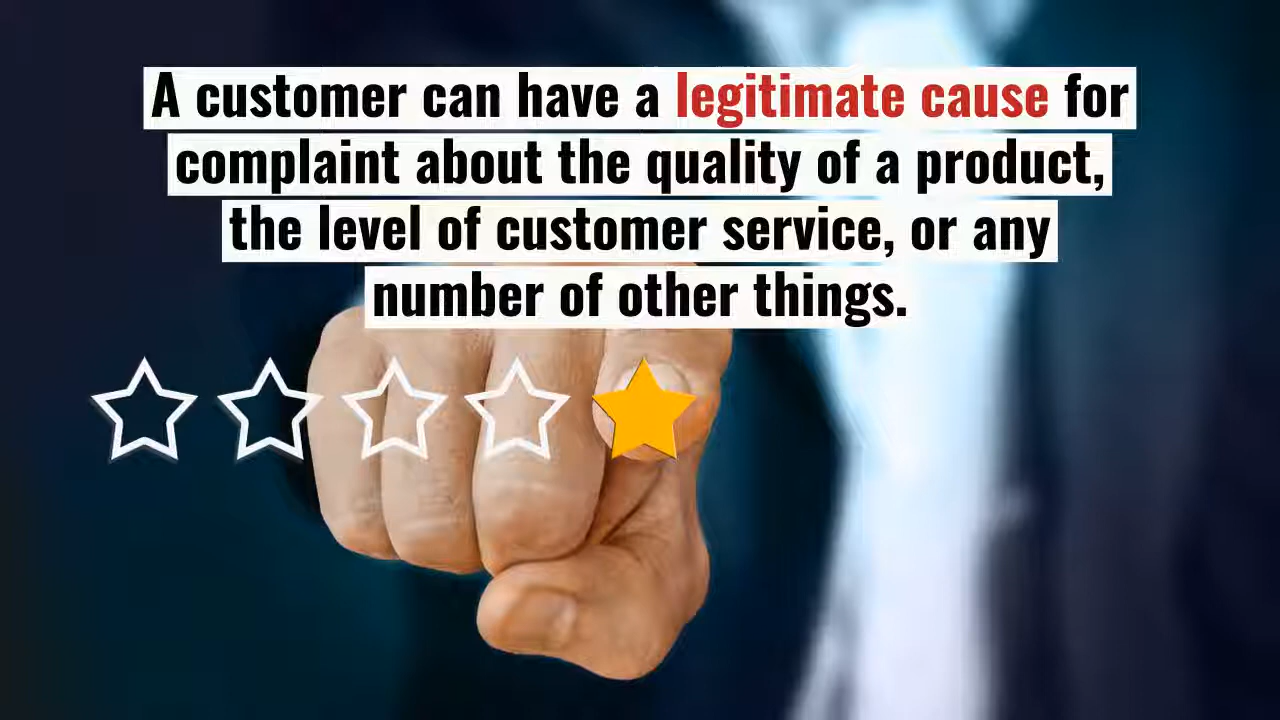 A customer can have a legitimate cause for
complaint about the quality of a product,
the level of customer service, or any
number of other things.